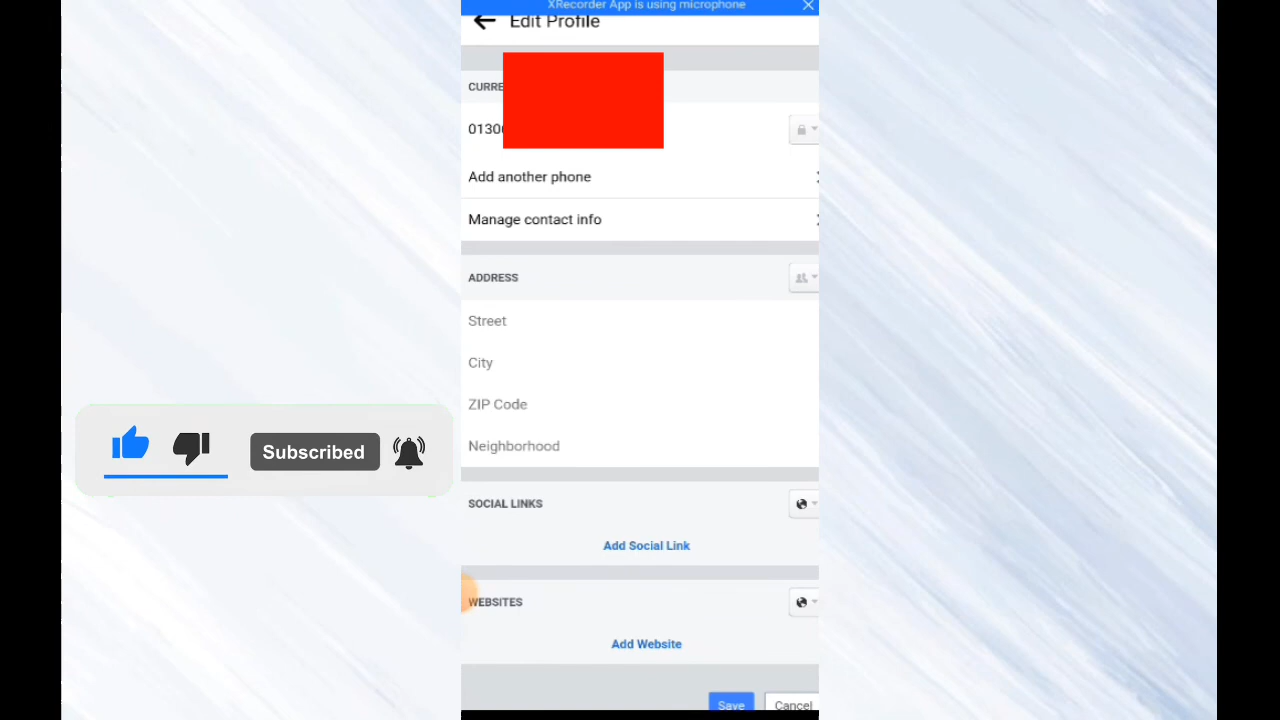 XRecorder App is using microphone
Edit Profile
CURRE
0130
Add another phone
Manage contact info
ADDRESS
Street
City
ZIP Code
Neighborhood
Subscribed
SOCIAL LINKS
Add Social Link
WEBSITES
Add Website
Save
Cancel